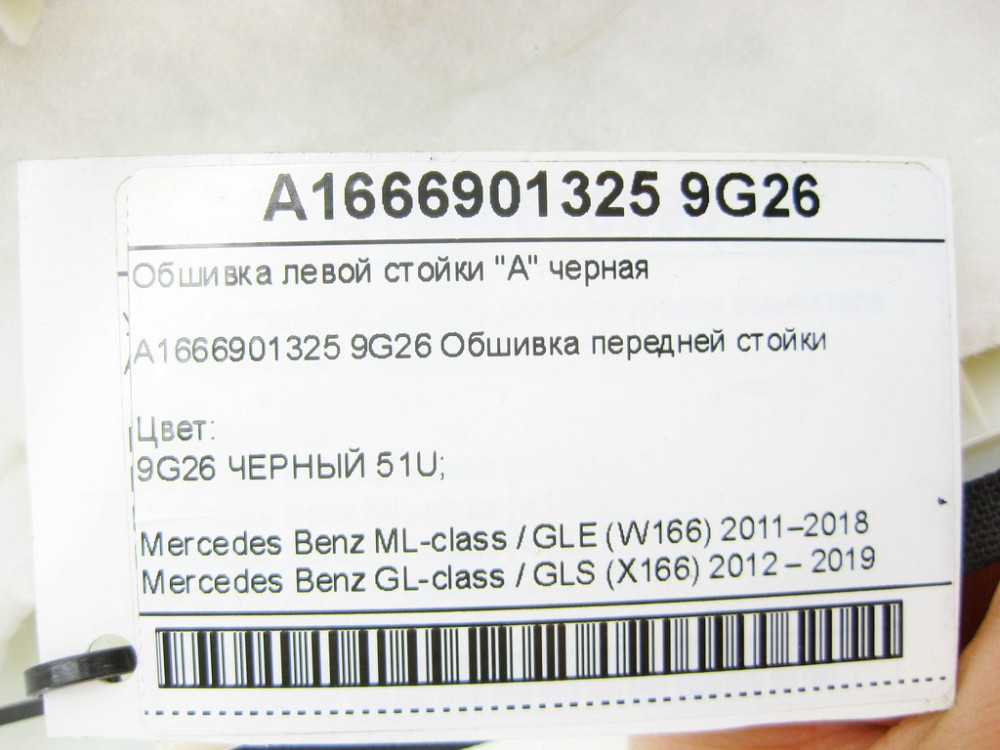 A1666901325 9G26
Обшивка левой стойки "А" черная
A1666901325 9G26 Обшивка передней стойки
Цвет:
9G26 ЧЕРНЫЙ 51U;
Mercedes Benz ML-class / GLE (W166) 2011–2018
Mercedes Benz GL-class / GLS (X166) 2012 – 2019